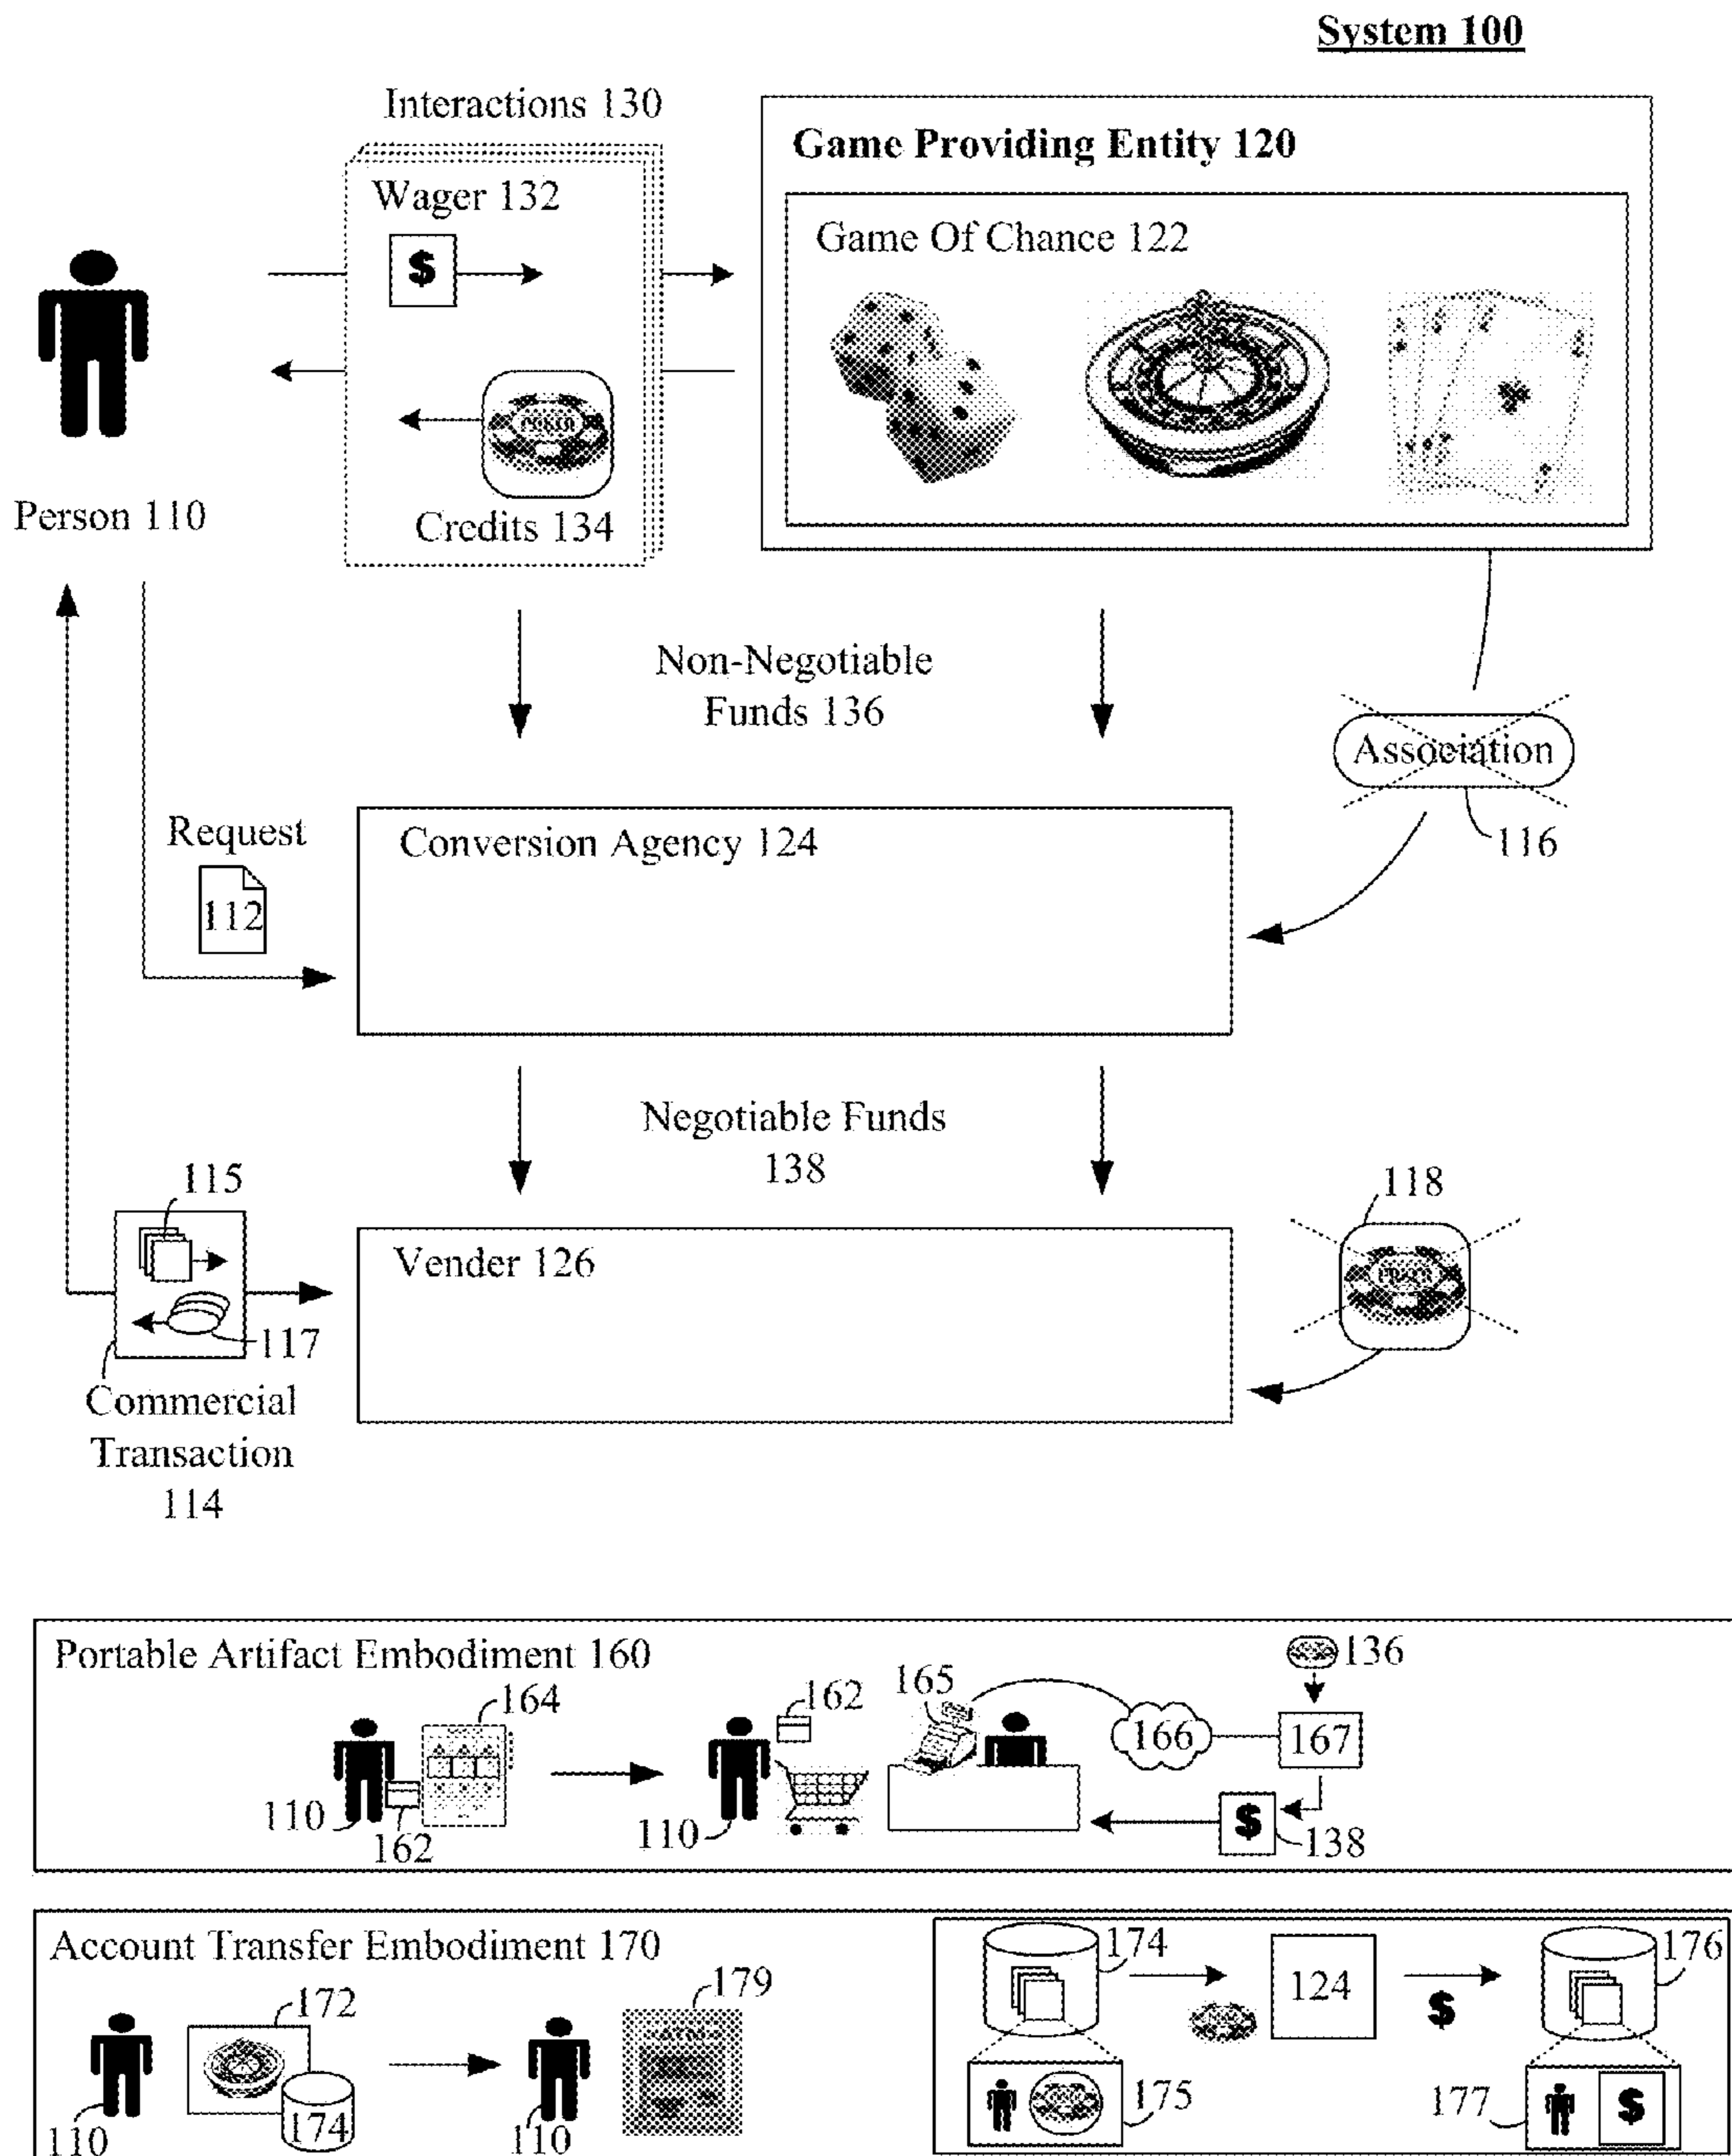 System 100
Interactions 130
Game Providing Entity 120
Wager 132
Game Of Chance 122
$
Person 110
Credits 134
Non-Negotiable
Funds 136
Association
116
Request
112
Conversion Agency 124
Negotiable Funds
138
115
118
Vender 126
117
Commercial
Transaction
114
Portable Artifact Embodiment 160
136
164
162
165
166
167
110
162
110
$
138
Account Transfer Embodiment 170
174
176
172
179
124
$
174
175
177
$
110
110